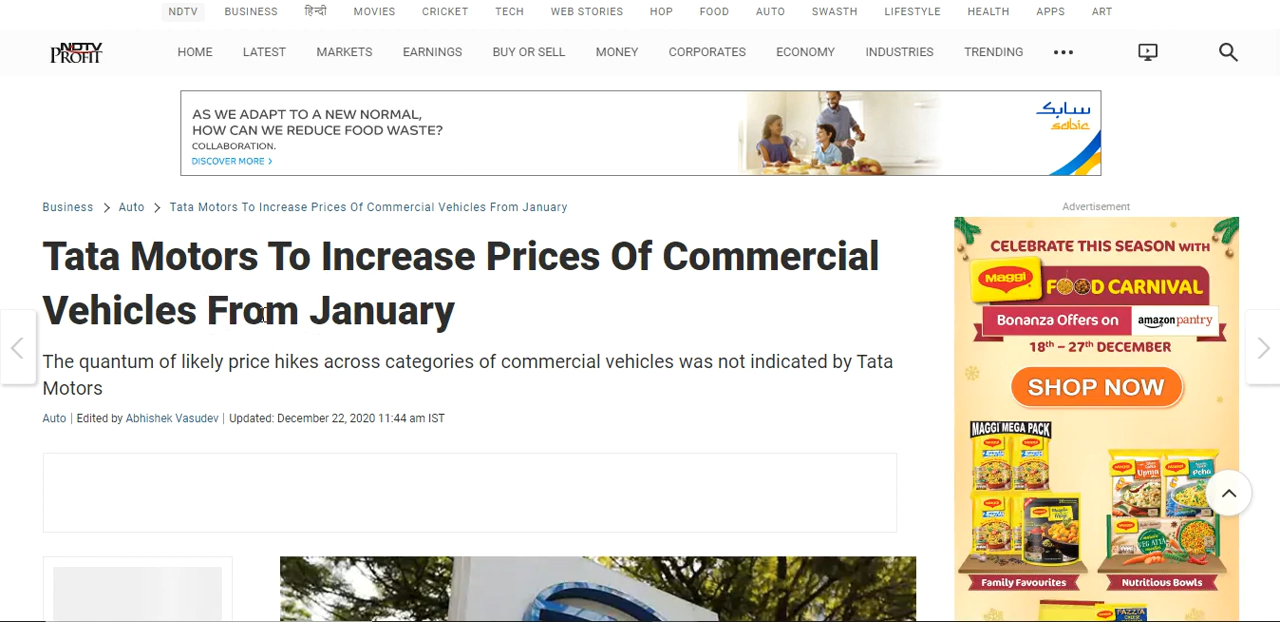 NDTV BUSINESS हिन्दी MOVIES CRICKET TECH WEB STORIES HOP FOOD AUTO SWASTH LIFESTYLE HEALTH APPS ART
NDTV
PROFIT
HOME LATEST MARKETS EARNINGS BUY OR SELL MONEY CORPORATES ECONOMY INDUSTRIES TRENDING
AS WE ADAPT TO A NEW NORMAL,
HOW CAN WE REDUCE FOOD WASTE?
COLLABORATION.
DISCOVER MORE
سابك
sabic
Business > Auto > Tata Motors To Increase Prices Of Commercial Vehicles From January
Tata Motors To Increase Prices Of Commercial
Vehicles From January
The quantum of likely price hikes across categories of commercial vehicles was not indicated by Tata
Motors
Auto | Edited by Abhishek Vasudev | Updated: December 22, 2020 11:44 am IST
Advertisement
CELEBRATE THIS SEASON WITH
Maggi FOOD CARNIVAL
Bonanza Offers on amazon pantry
18th – 27th DECEMBER
SHOP NOW
MAGGI MEGA PACK
Family Favourites
Nutritious Bowls